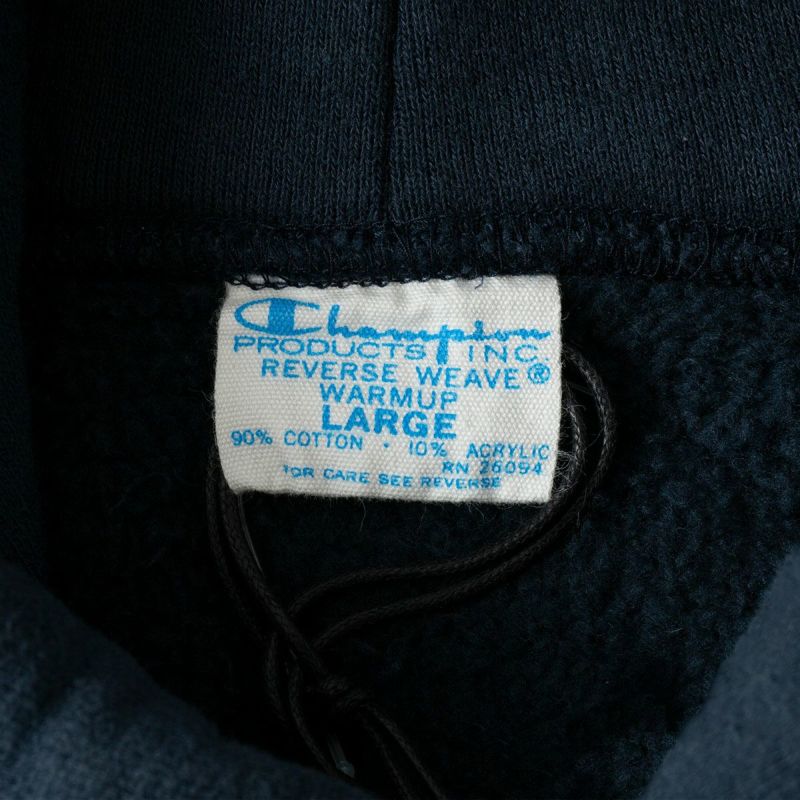 Champion
PRODUCTS INC.
REVERSE WEAVE®
WARMUP
LARGE
90% COTTON · 10% ACRYLIC
RN 26094
FOR CARE SEE REVERSE